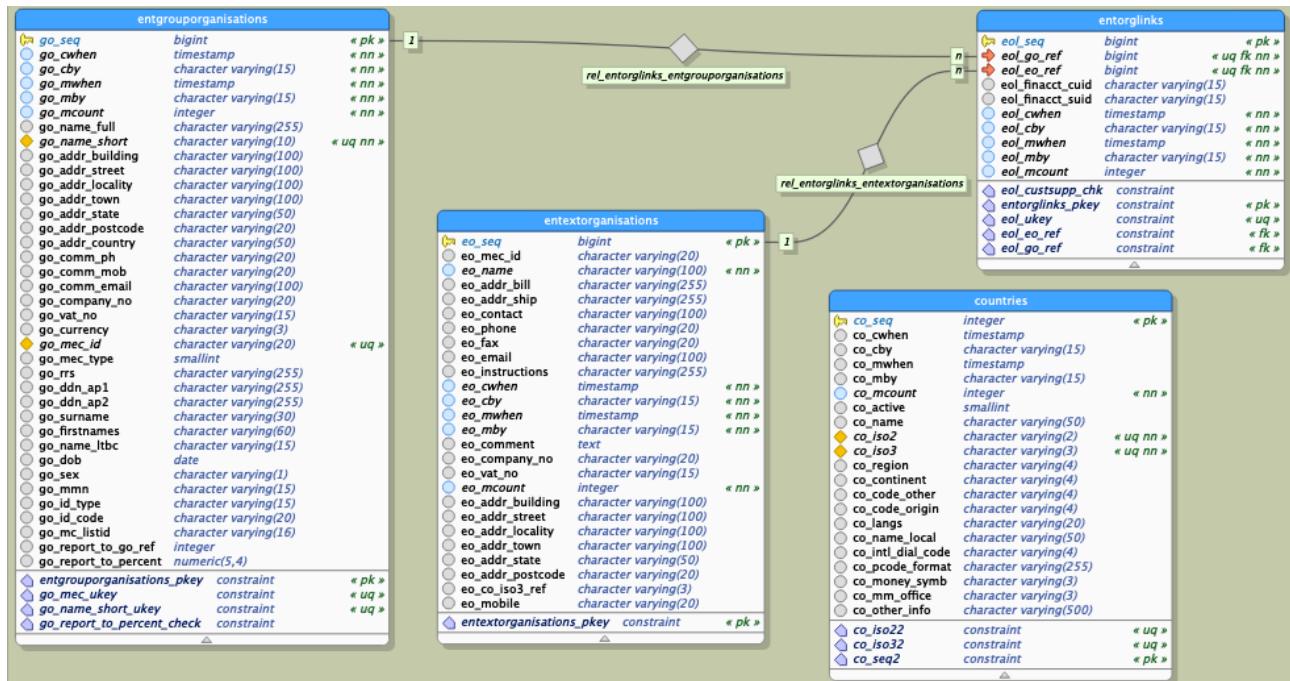 entgrouporganisations
go_seq bigint « pk »
go_cwhen timestamp « nn »
go_cby character varying(15) « nn »
go_mwhen timestamp « nn »
go_mby character varying(15) « nn »
go_mcount integer « nn »
go_name_full character varying(255)
go_name_short character varying(10) « uq nn »
go_addr_building character varying(100)
go_addr_street character varying(100)
go_addr_locality character varying(100)
go_addr_town character varying(100)
go_addr_state character varying(50)
go_addr_postcode character varying(20)
go_addr_country character varying(50)
go_comm_ph character varying(20)
go_comm_mob character varying(20)
go_comm_email character varying(100)
go_company_no character varying(20)
go_vat_no character varying(15)
go_currency character varying(3)
go_mec_id character varying(20) « uq »
go_mec_type smallint
go_rrs character varying(255)
go_ddn_ap1 character varying(255)
go_ddn_ap2 character varying(255)
go_surname character varying(30)
go_firstnames character varying(60)
go_name_ltbc character varying(15)
go_dob date
go_sex character varying(1)
go_mmn character varying(15)
go_id_type character varying(15)
go_id_code character varying(20)
go_mc_listid character varying(16)
go_report_to_go_ref integer
go_report_to_percent numeric(5,4)
entgrouporganisations_pkey constraint « pk »
go_mec_ukey constraint « uq »
go_name_short_ukey constraint « uq »
go_report_to_percent_check constraint
1
rel_entorglinks_entgrouporganisations
n
n
rel_entorglinks_entextorganisations
1
entextorganisations
eo_seq bigint « pk »
eo_mec_id character varying(20)
eo_name character varying(100) « nn »
eo_addr_bill character varying(255)
eo_addr_ship character varying(255)
eo_contact character varying(100)
eo_phone character varying(20)
eo_fax character varying(20)
eo_email character varying(100)
eo_instructions character varying(255)
eo_cwhen timestamp « nn »
eo_cby character varying(15) « nn »
eo_mwhen timestamp « nn »
eo_mby character varying(15) « nn »
eo_comment text
eo_company_no character varying(20)
eo_vat_no character varying(15)
eo_mcount integer « nn »
eo_addr_building character varying(100)
eo_addr_street character varying(100)
eo_addr_locality character varying(100)
eo_addr_town character varying(100)
eo_addr_state character varying(50)
eo_addr_postcode character varying(20)
eo_co_iso3_ref character varying(3)
eo_mobile character varying(20)
entextorganisations_pkey constraint « pk »
entorglinks
eol_seq bigint « pk »
eol_go_ref bigint « uq fk nn »
eol_eo_ref bigint « uq fk nn »
eol_finacct_cuid character varying(15)
eol_finacct_suid character varying(15)
eol_cwhen timestamp « nn »
eol_cby character varying(15) « nn »
eol_mwhen timestamp « nn »
eol_mby character varying(15) « nn »
eol_mcount integer « nn »
eol_custsupp_chk constraint
entorglinks_pkey constraint « pk »
eol_ukey constraint « uq »
eol_eo_ref constraint « fk »
eol_go_ref constraint « fk »
countries
co_seq integer « pk »
co_cwhen timestamp
co_cby character varying(15)
co_mwhen timestamp
co_mby character varying(15)
co_mcount integer « nn »
co_active smallint
co_name character varying(50)
co_iso2 character varying(2) « uq nn »
co_iso3 character varying(3) « uq nn »
co_region character varying(4)
co_continent character varying(4)
co_code_other character varying(4)
co_code_origin character varying(4)
co_langs character varying(20)
co_name_local character varying(50)
co_intl_dial_code character varying(4)
co_pcode_format character varying(255)
co_money_symb character varying(3)
co_mm_office character varying(3)
co_other_info character varying(500)
co_iso22 constraint « uq »
co_iso32 constraint « uq »
co_seq2 constraint « pk »